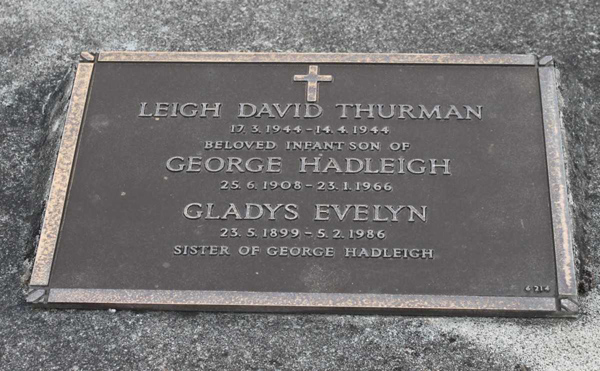 LEIGH DAVID THURMAN
17.3.1944 - 14.4.1944
BELOVED INFANT SON OF
GEORGE HADLEIGH
25.6.1908 - 23.1.1966
GLADYS EVELYN
23.5.1899 - 5.2.1986
SISTER OF GEORGE HADLEIGH
6214